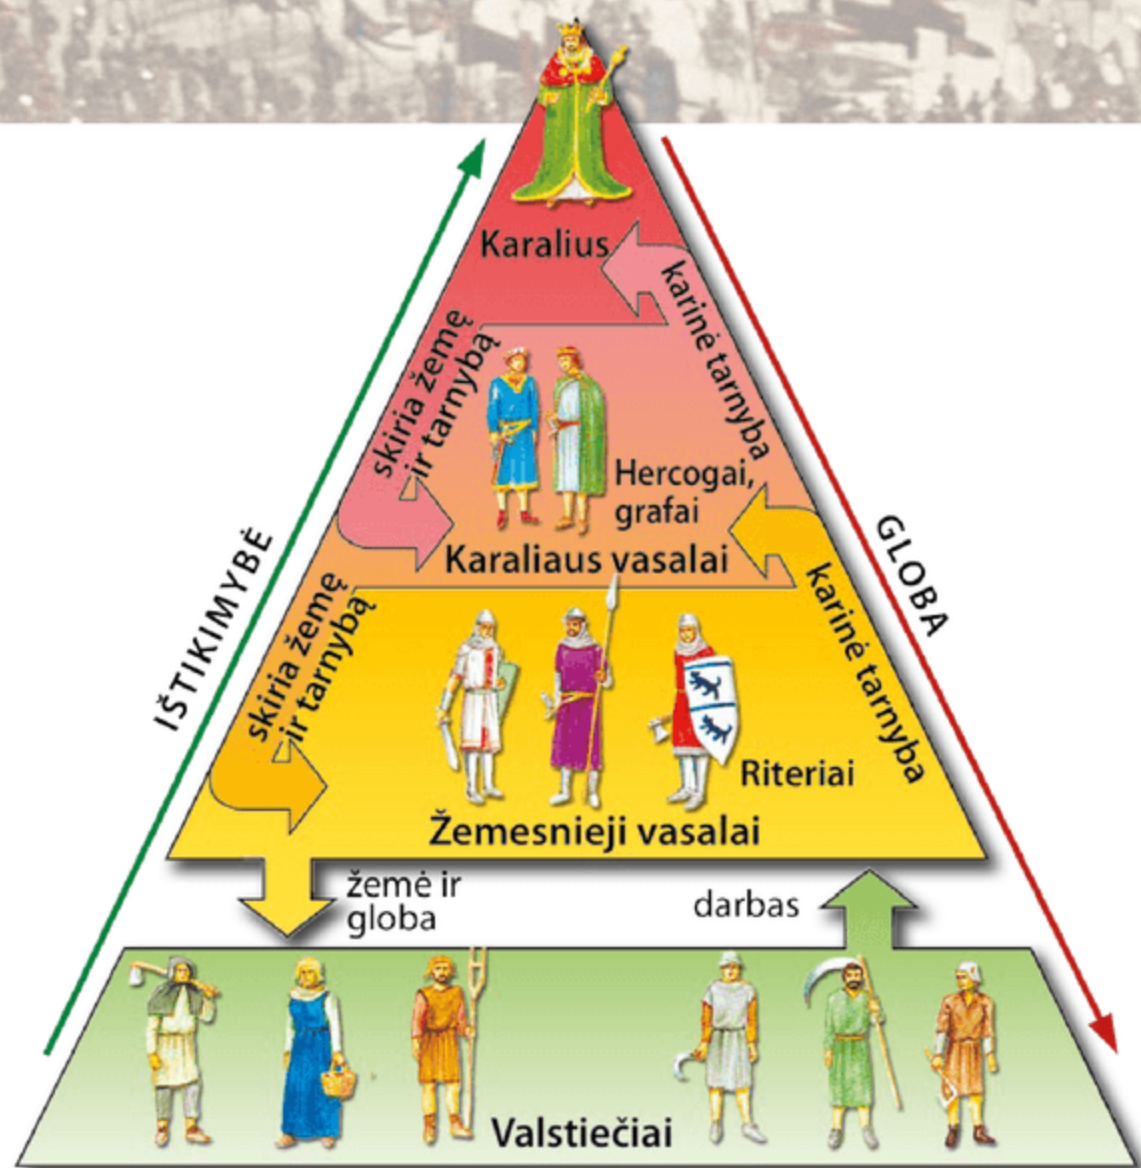 Karalius
skiria žemę
ir tarnybą
karinė tarnyba
Hercogai,
grafai
Karaliaus vasalai
IŠTIKIMYBĖ
GLOBA
skiria žemę
ir tarnybą
karinė tarnyba
Riteriai
Žemesnieji vasalai
žemė ir
globa
darbas
Valstiečiai